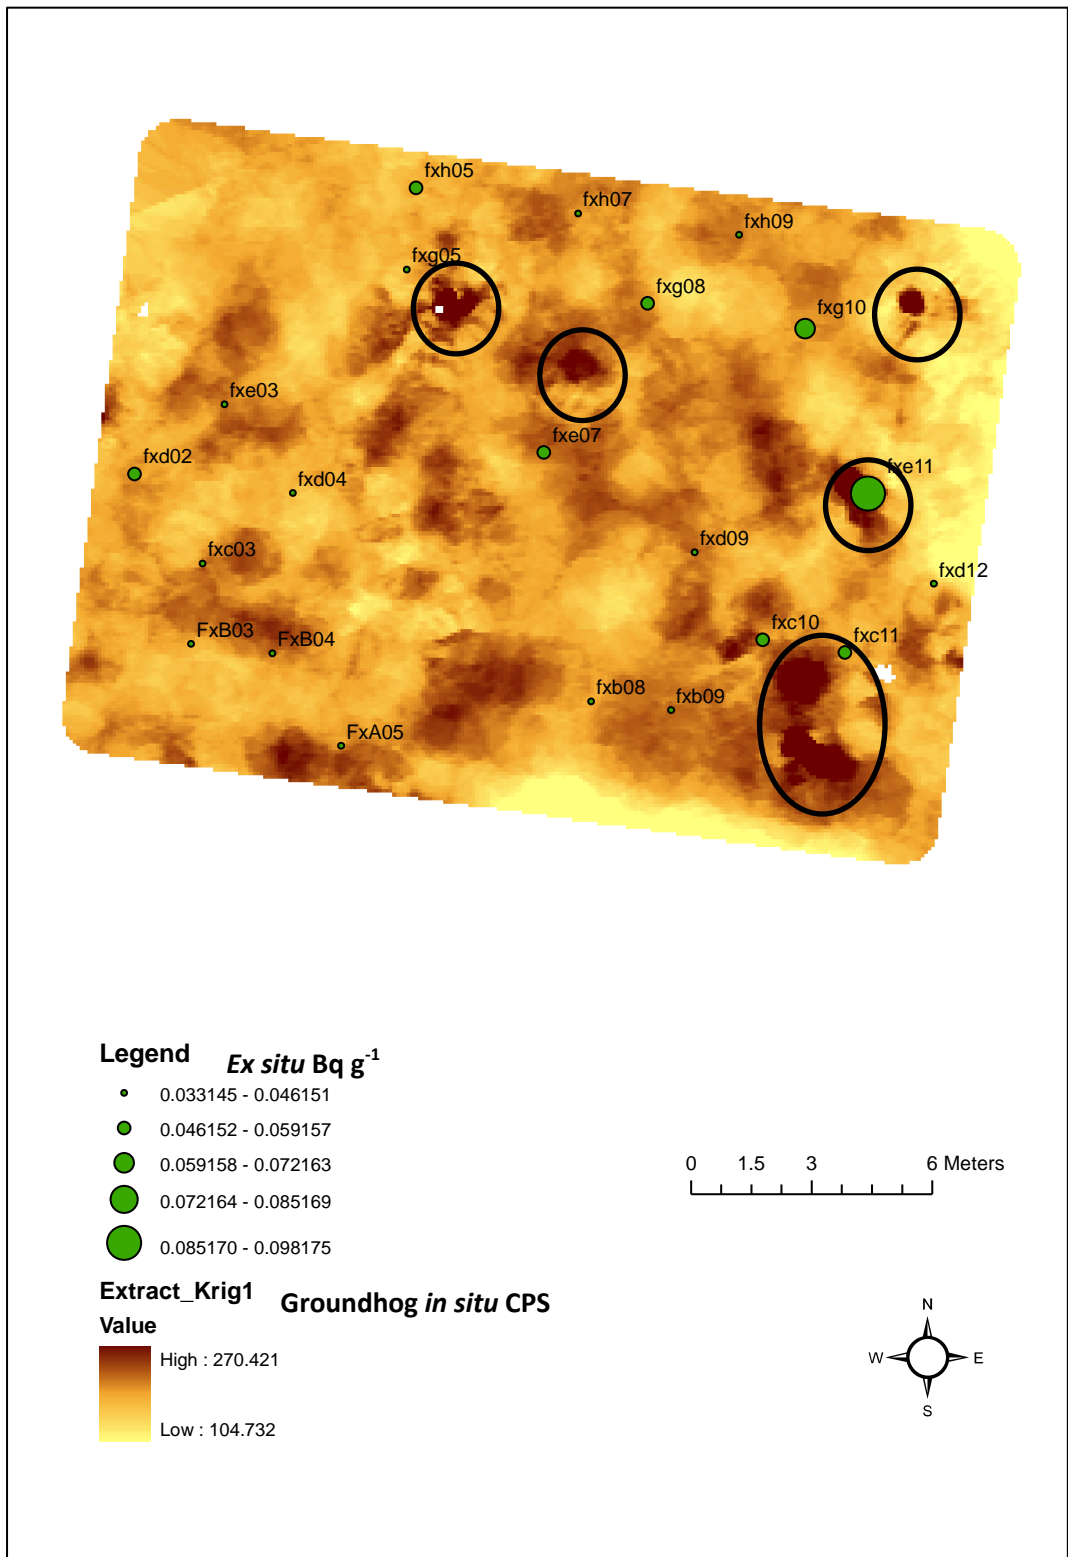 fxh05
fxh07
fxh09
fxg05
fxg08
fxg10
fxe03
fxe07
fxe11
fxd02
fxd04
fxd09
fxc03
fxd12
FxB03
FxB04
fxc10
fxc11
fxb08
fxb09
FxA05
Legend Ex situ Bq g⁻¹
0.033145 - 0.046151
0.046152 - 0.059157
0.059158 - 0.072163
0.072164 - 0.085169
0.085170 - 0.098175
0 1.5 3 6 Meters
Extract_Krig1 Groundhog in situ CPS
Value
High : 270.421
Low : 104.732
N
W E
S